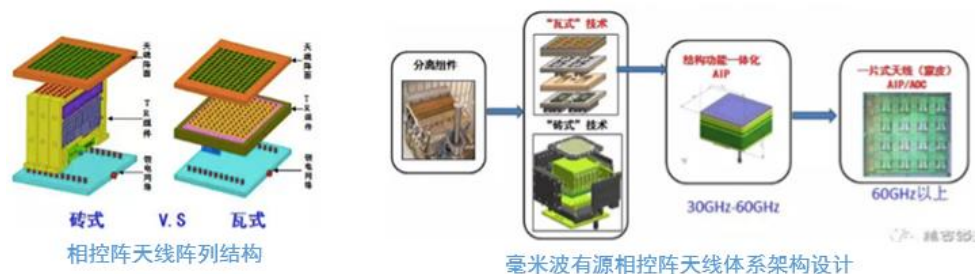 天线阵面
TR组件
馈电网络
天线阵面
TR组件
馈电网络
砖式 V.S 瓦式
相控阵天线阵列结构
分离组件
“瓦式”技术
“砖式”技术
结构功能一体化
AIP
30GHz-60GHz
一片式天线（蒙皮）
AIP/AOC
60GHz以上
毫米波有源相控阵天线体系架构设计